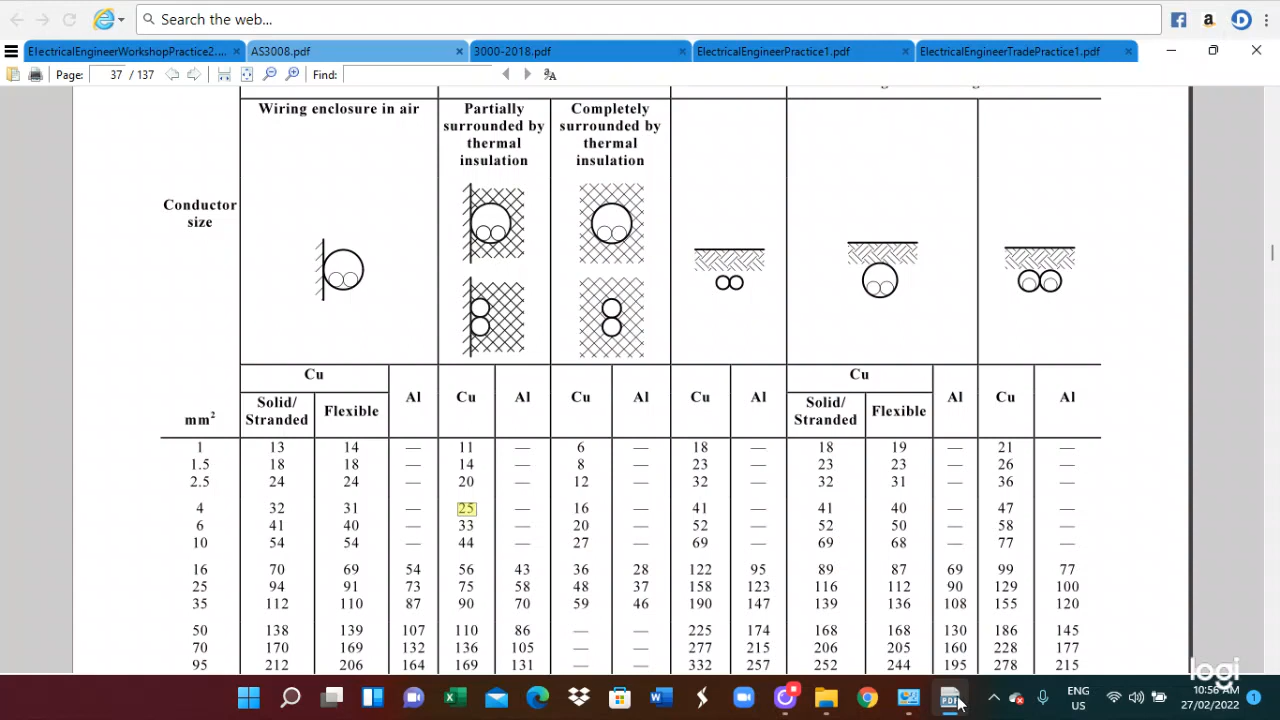 Search the web...
ElectricalEngineerWorkshopPractice2.... AS3008.pdf 3000-2018.pdf ElectricalEngineerPractice1.pdf ElectricalEngineerTradePractice1.pdf
Page: 37 / 137 Find:
Wiring enclosure in air
Partially
surrounded by
thermal
insulation
Completely
surrounded by
thermal
insulation
Conductor
size
mm2
Cu Al Cu Al Cu Al Cu Al Cu Al Cu Al
Solid/
Stranded
Flexible
Solid/
Stranded
Flexible
1 13 14 — 11 — 6 — 18 — 18 19 — 21 —
1.5 18 18 — 14 — 8 — 23 — 23 23 — 26 —
2.5 24 24 — 20 — 12 — 32 — 32 31 — 36 —
4 32 31 — 25 — 16 — 41 — 41 40 — 47 —
6 41 40 — 33 — 20 — 52 — 52 50 — 58 —
10 54 54 — 44 — 27 — 69 — 69 68 — 77 —
16 70 69 54 56 43 36 28 122 95 89 87 69 99 77
25 94 91 73 75 58 48 37 158 123 116 112 90 129 100
35 112 110 87 90 70 59 46 190 147 139 136 108 155 120
50 138 139 107 110 86 — — 225 174 168 168 130 186 145
70 170 169 132 136 105 — — 277 215 206 205 160 228 177
95 212 206 164 169 131 — — 332 257 252 244 195 278 215
logi
ENG
US
10:56 AM
27/02/2022